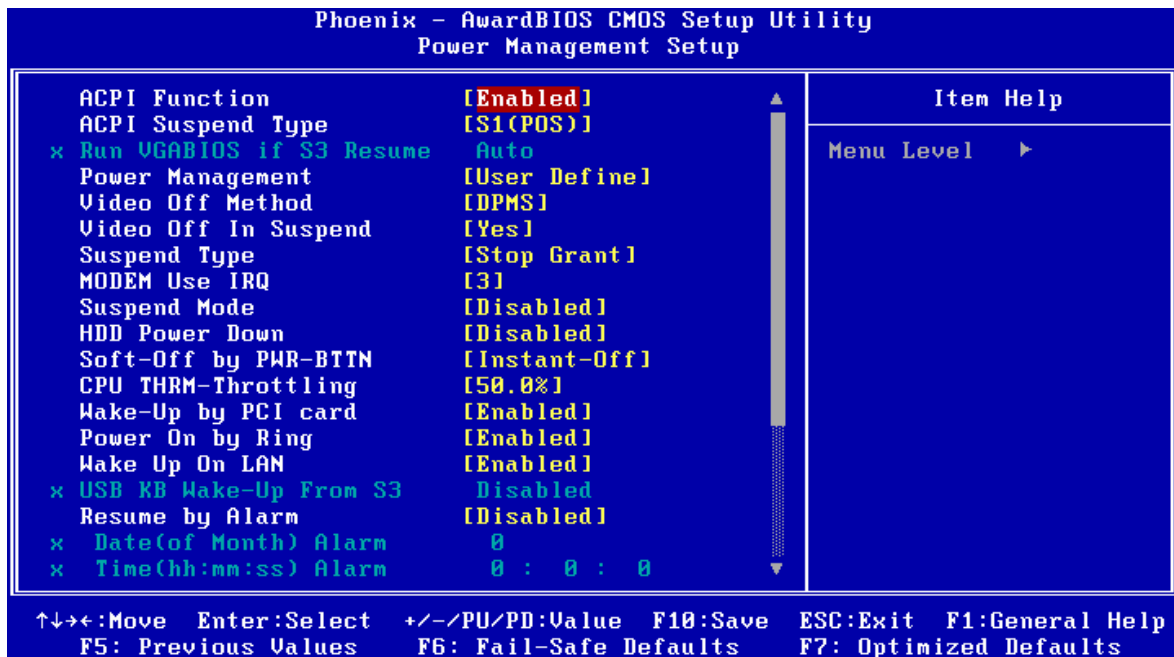 Phoenix - AwardBIOS CMOS Setup Utility
Power Management Setup
ACPI Function [Enabled]
ACPI Suspend Type [S1(POS)]
x Run VGABIOS if S3 Resume Auto
Power Management [User Define]
Video Off Method [DPMS]
Video Off In Suspend [Yes]
Suspend Type [Stop Grant]
MODEM Use IRQ [3]
Suspend Mode [Disabled]
HDD Power Down [Disabled]
Soft-Off by PWR-BTTN [Instant-Off]
CPU THRM-Throttling [50.0%]
Wake-Up by PCI card [Enabled]
Power On by Ring [Enabled]
Wake Up On LAN [Enabled]
x USB KB Wake-Up From S3 Disabled
Resume by Alarm [Disabled]
x Date(of Month) Alarm 0
x Time(hh:mm:ss) Alarm 0 : 0 : 0
Item Help
Menu Level ▶
↑↓→←:Move Enter:Select +/-/PU/PD:Value F10:Save ESC:Exit F1:General Help
F5: Previous Values F6: Fail-Safe Defaults F7: Optimized Defaults